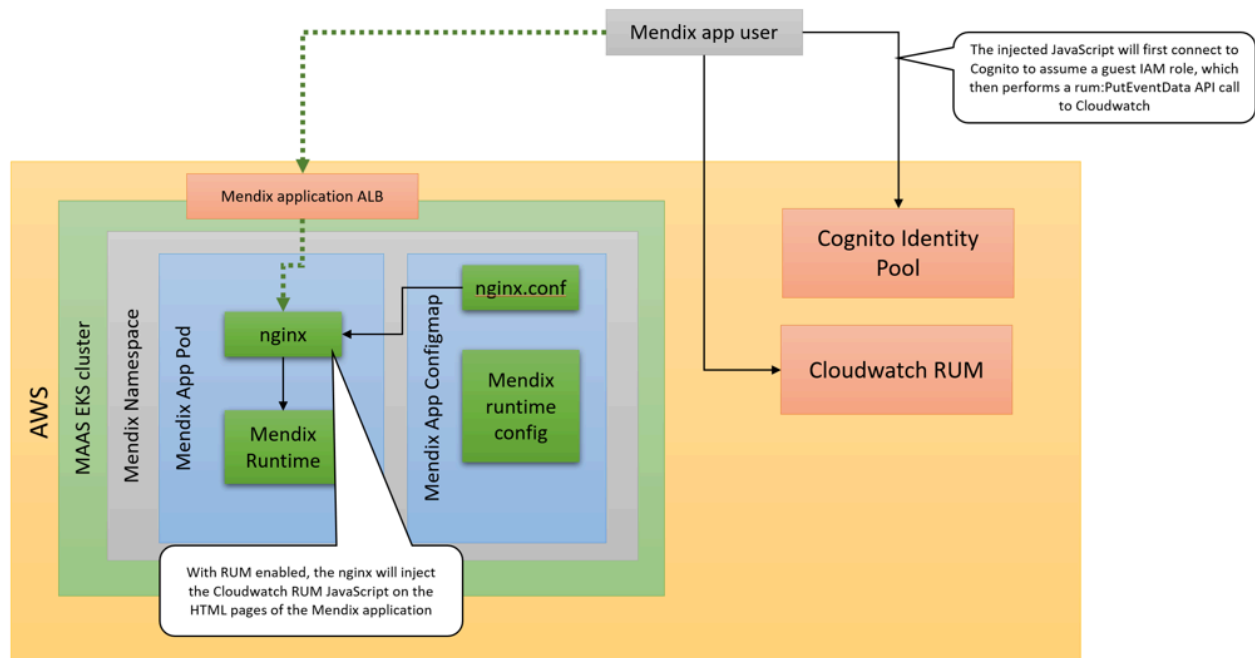 Mendix app user
The injected JavaScript will first connect to
Cognito to assume a guest IAM role, which
then performs a rum:PutEventData API call
to Cloudwatch
Mendix application ALB
AWS
MAAS EKS cluster
Mendix Namespace
Mendix App Pod
nginx
Mendix
Runtime
Mendix App Configmap
nginx.conf
Mendix
runtime
config
Cognito Identity
Pool
Cloudwatch RUM
With RUM enabled, the nginx will inject
the Cloudwatch RUM JavaScript on the
HTML pages of the Mendix application